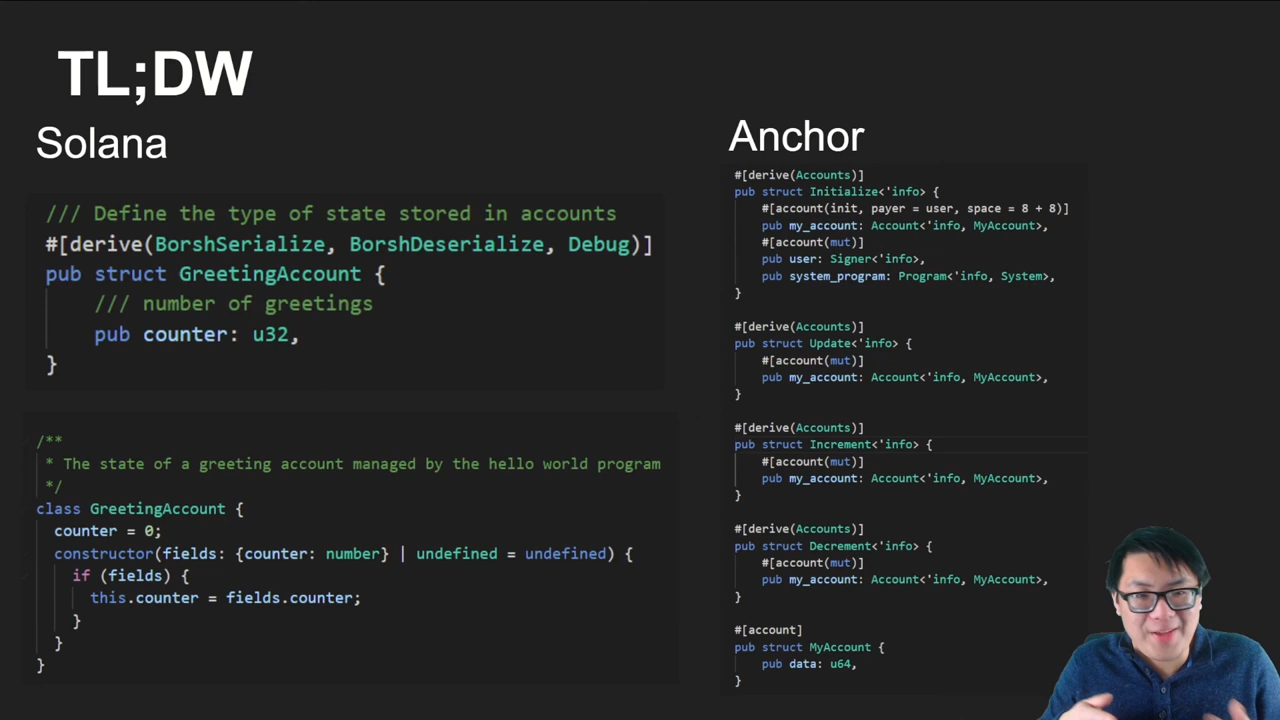 TL;DW
Solana
/// Define the type of state stored in accounts
#[derive(BorshSerialize, BorshDeserialize, Debug)]
pub struct GreetingAccount {
    /// number of greetings
    pub counter: u32,
}
/**
 * The state of a greeting account managed by the hello world program
 */
class GreetingAccount {
  counter = 0;
  constructor(fields: {counter: number} | undefined = undefined) {
    if (fields) {
      this.counter = fields.counter;
    }
  }
}
Anchor
#[derive(Accounts)]
pub struct Initialize<'info> {
    #[account(init, payer = user, space = 8 + 8)]
    pub my_account: Account<'info, MyAccount>,
    #[account(mut)]
    pub user: Signer<'info>,
    pub system_program: Program<'info, System>,
}
#[derive(Accounts)]
pub struct Update<'info> {
    #[account(mut)]
    pub my_account: Account<'info, MyAccount>,
}
#[derive(Accounts)]
pub struct Increment<'info> {
    #[account(mut)]
    pub my_account: Account<'info, MyAccount>,
}
#[derive(Accounts)]
pub struct Decrement<'info> {
    #[account(mut)]
    pub my_account: Account<'info, MyAccount>,
}
#[account]
pub struct MyAccount {
    pub data: u64,
}